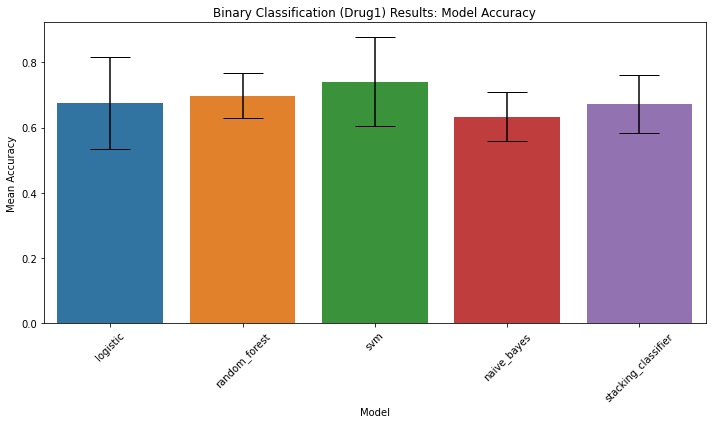 Binary Classification (Drug1) Results: Model Accuracy
Mean Accuracy
0.8
0.6
0.4
0.2
0.0
logistic
random_forest
svm
naive_bayes
stacking_classifier
Model